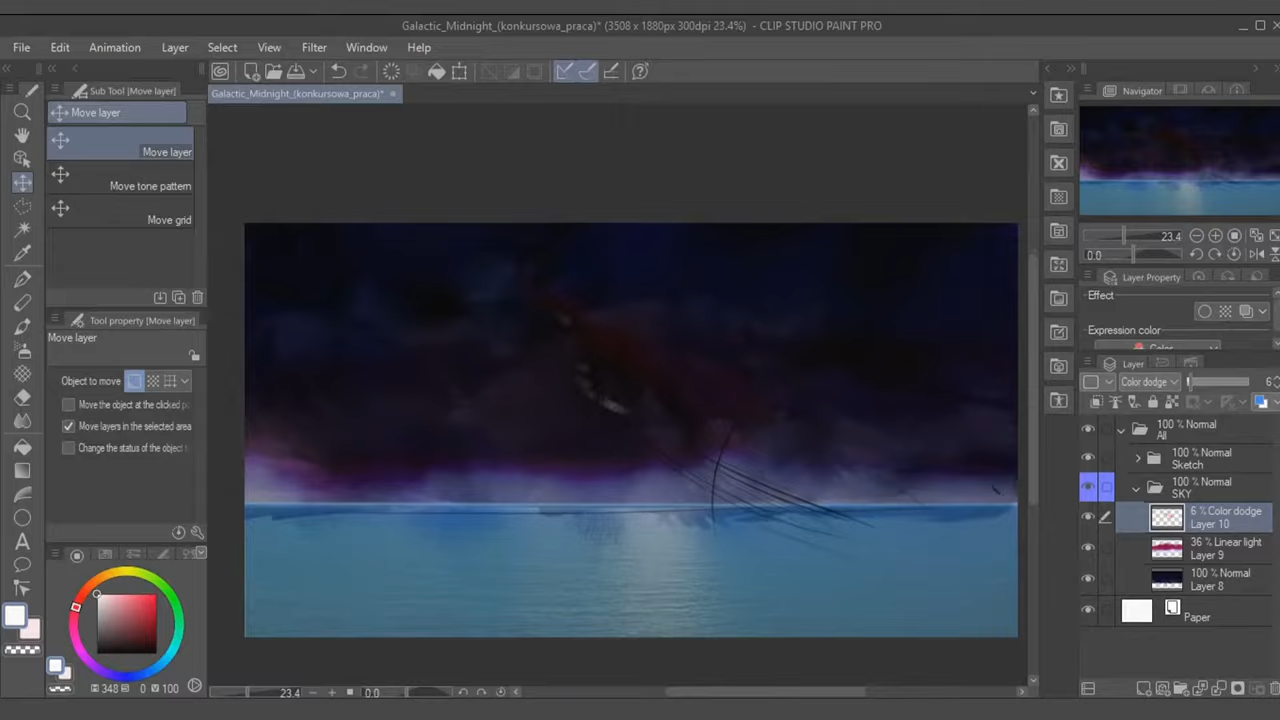 Galactic_Midnight_(konkursowa_praca)* (3508 x 1880px 300dpi 23.4%) - CLIP STUDIO PAINT PRO
File Edit Animation Layer Select View Filter Window Help
Sub Tool [Move layer]
Galactic_Midnight_(konkursowa_praca)*
Navigator
Move layer
Move layer
Move tone pattern
Move grid
23.4
0.0
Layer Property
Effect
Tool property [Move layer]
Expression color
Move layer
Color
Layer
Object to move
Color dodge 6
Move the object at the clicked p
Move layers in the selected area
Change the status of the object
100 % Normal
All
100 % Normal
Sketch
100 % Normal
SKY
6 % Color dodge
Layer 10
36 % Linear light
Layer 9
100 % Normal
Layer 8
Paper
A
H 348 S 0 V 100
23.4 0.0